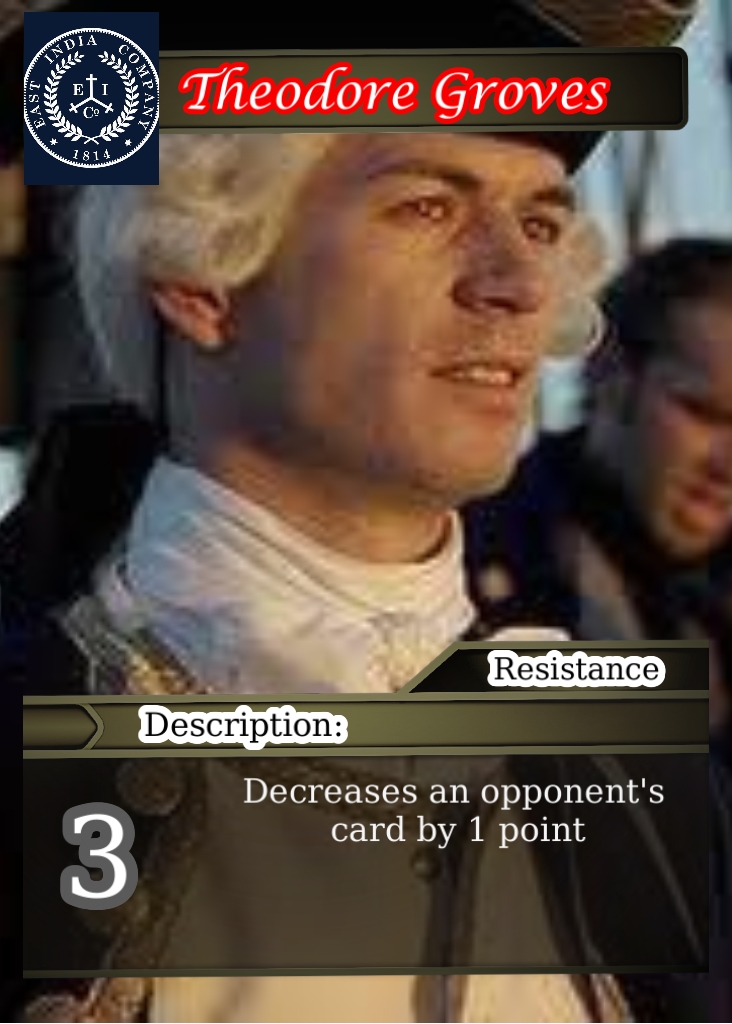 EAST INDIA COMPANY
E I
Co
1814
Theodore Groves
Resistance
Description:
Decreases an opponent's
card by 1 point
3